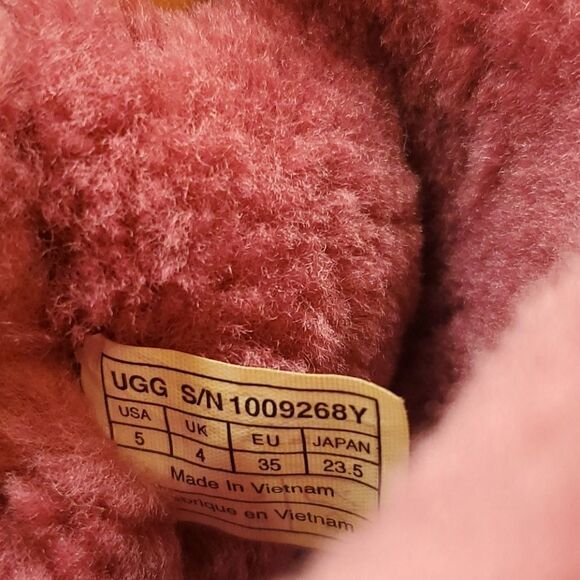 UGG S/N 1009268Y
USA UK EU JAPAN
5 4 35 23.5
Made In Vietnam
en Vietnam